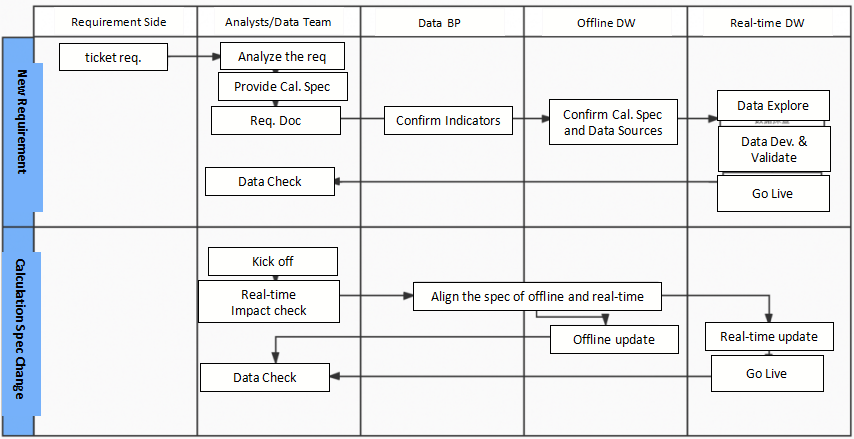 Requirement Side
Analysts/Data Team
Data BP
Offline DW
Real-time DW
New Requirement
ticket req.
Analyze the req
Provide Cal. Spec
Req. Doc
Confirm Indicators
Confirm Cal. Spec
and Data Sources
Data Explore
Data Dev. &
Validate
Data Check
Go Live
Calculation Spec Change
Kick off
Real-time
Impact check
Align the spec of offline and real-time
Offline update
Real-time update
Data Check
Go Live